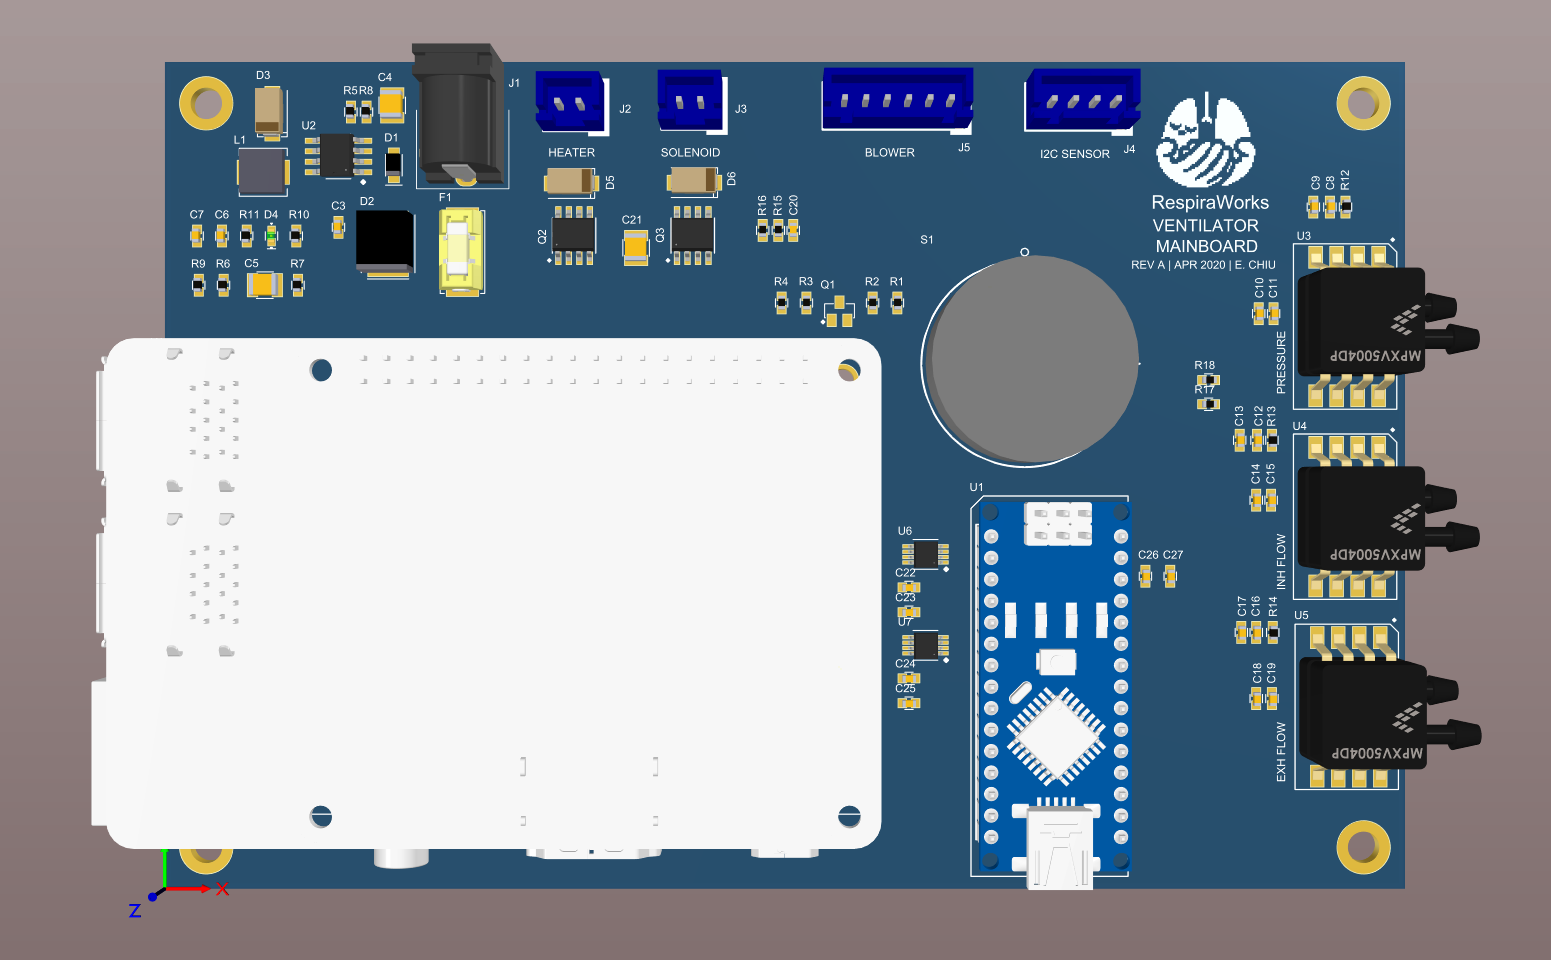 D3
C4
R5 R8
J1
J2
J3
U2
D1
L1
HEATER
SOLENOID
BLOWER
J5
I2C SENSOR
J4
D5
D6
F1
D2
C3
C7 C6 R11 D4 R10
R9 R6 C5 R7
Q2
C21
Q3
R16
R15
C20
S1
RespiraWorks
VENTILATOR
MAINBOARD
REV A | APR 2020 | E. CHIU
C9
C8
R12
U3
R4 R3 Q1 R2 R1
C10
C11
PRESSURE
MPXV5004DP
R18
R17
C13
C12
R13
U4
C14
C15
INH FLOW
MPXV5004DP
U1
U6
C22
C23
U7
C24
C25
C26 C27
C17
C16
R14
U5
C18
C19
EXH FLOW
MPXV5004DP
X
Z